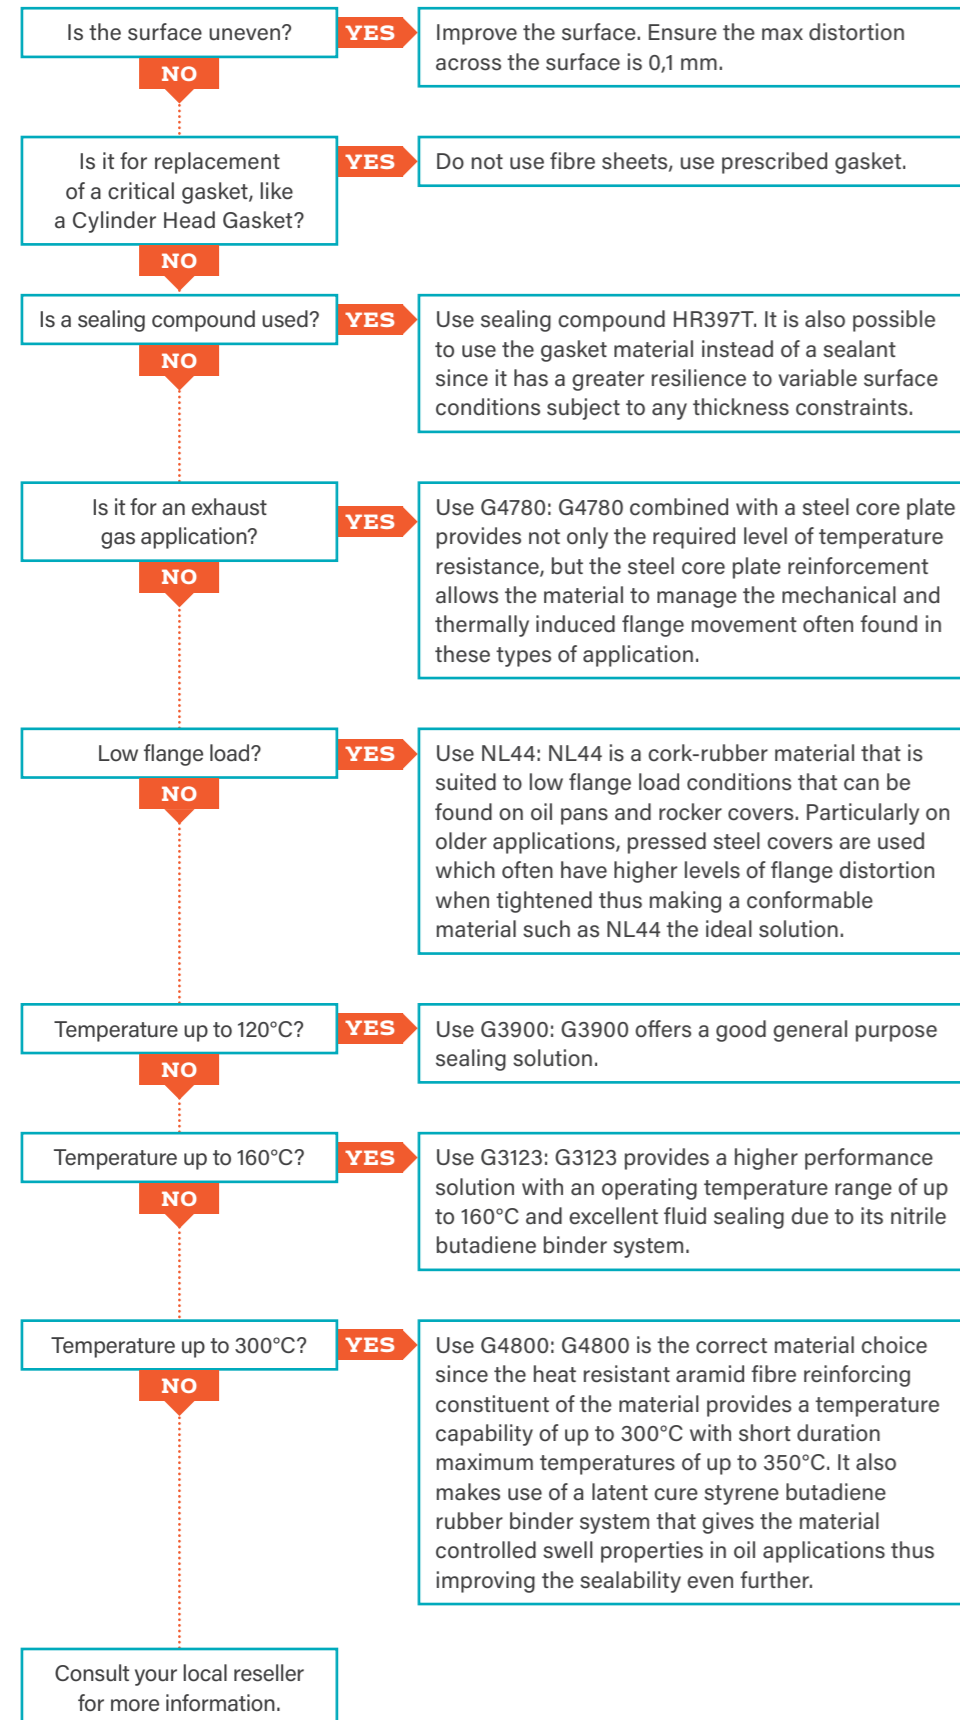 Is the surface uneven?
YES
Improve the surface. Ensure the max distortion
across the surface is 0,1 mm.
NO
Is it for replacement
of a critical gasket, like
a Cylinder Head Gasket?
YES
Do not use fibre sheets, use prescribed gasket.
NO
Is a sealing compound used?
YES
Use sealing compound HR397T. It is also possible
to use the gasket material instead of a sealant
since it has a greater resilience to variable surface
conditions subject to any thickness constraints.
NO
Is it for an exhaust
gas application?
YES
Use G4780: G4780 combined with a steel core plate
provides not only the required level of temperature
resistance, but the steel core plate reinforcement
allows the material to manage the mechanical and
thermally induced flange movement often found in
these types of application.
NO
Low flange load?
YES
Use NL44: NL44 is a cork-rubber material that is
suited to low flange load conditions that can be
found on oil pans and rocker covers. Particularly on
older applications, pressed steel covers are used
which often have higher levels of flange distortion
when tightened thus making a conformable
material such as NL44 the ideal solution.
NO
Temperature up to 120°C?
YES
Use G3900: G3900 offers a good general purpose
sealing solution.
NO
Temperature up to 160°C?
YES
Use G3123: G3123 provides a higher performance
solution with an operating temperature range of up
to 160°C and excellent fluid sealing due to its nitrile
butadiene binder system.
NO
Temperature up to 300°C?
YES
Use G4800: G4800 is the correct material choice
since the heat resistant aramid fibre reinforcing
constituent of the material provides a temperature
capability of up to 300°C with short duration
maximum temperatures of up to 350°C. It also
makes use of a latent cure styrene butadiene
rubber binder system that gives the material
controlled swell properties in oil applications thus
improving the sealability even further.
NO
Consult your local reseller
for more information.